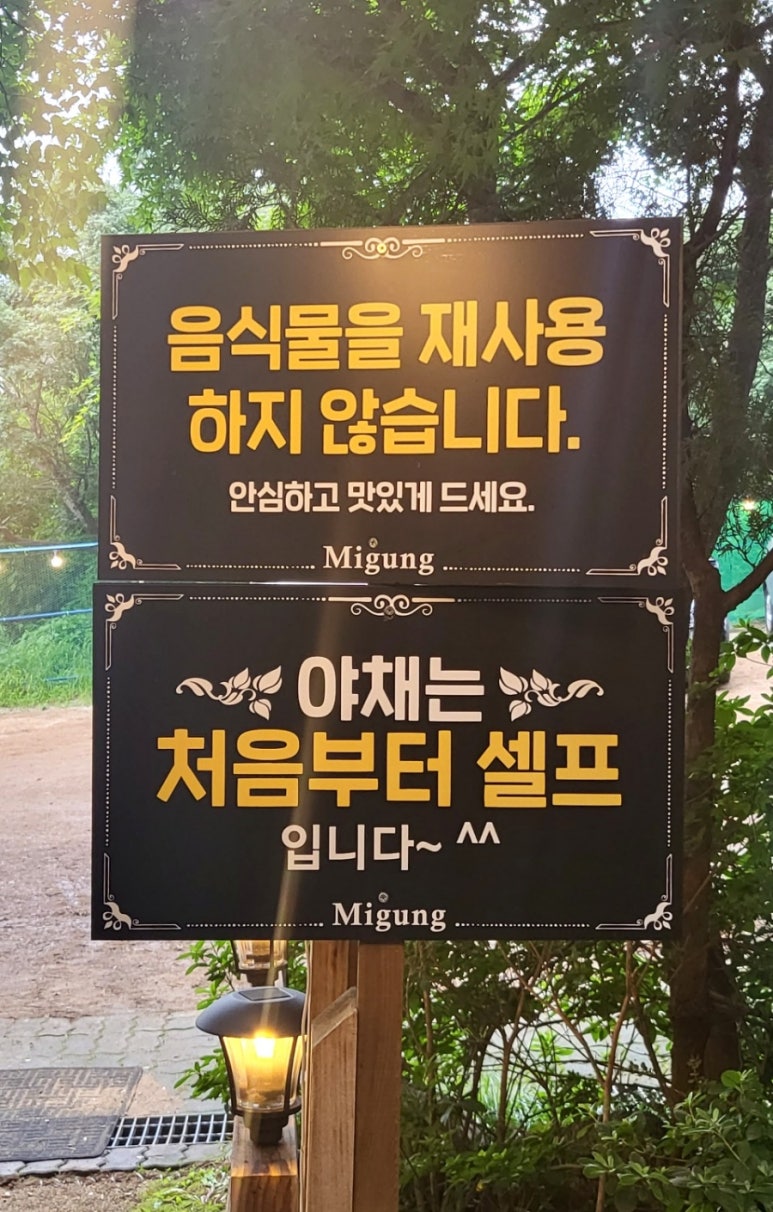 음식물을 재사용
하지 않습니다.
안심하고 맛있게 드세요.
Migung
야채는
처음부터 셀프
입니다~ ^^
Migung